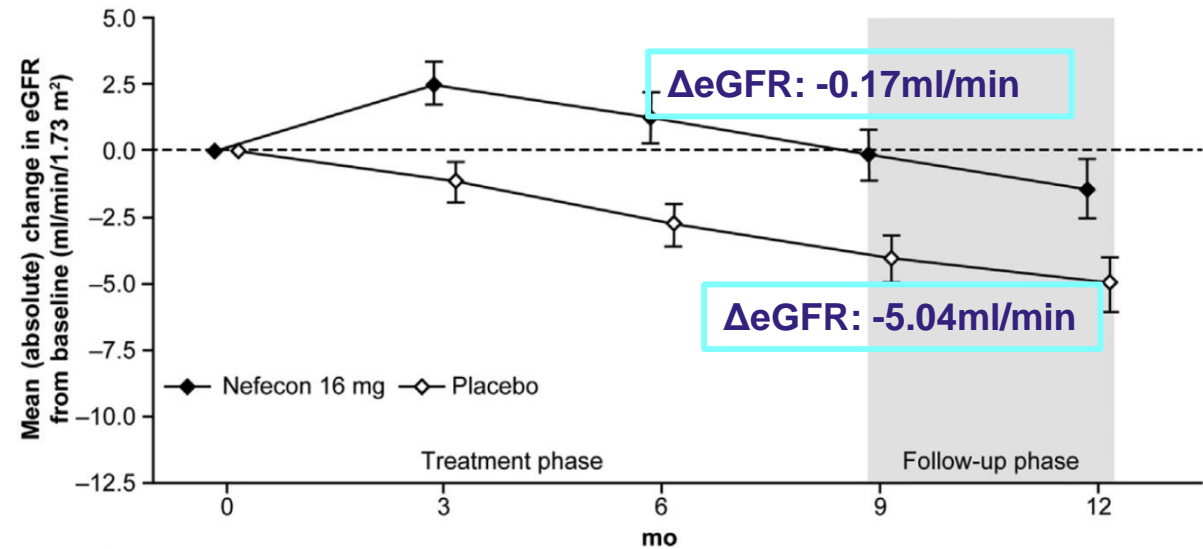 Mean (absolute) change in eGFR
from baseline (ml/min/1.73 m²)
5.0
2.5
0.0
−2.5
−5.0
−7.5
−10.0
−12.5
ΔeGFR: -0.17ml/min
ΔeGFR: -5.04ml/min
Nefecon 16 mg
Placebo
Treatment phase
Follow-up phase
0
3
6
9
12
mo